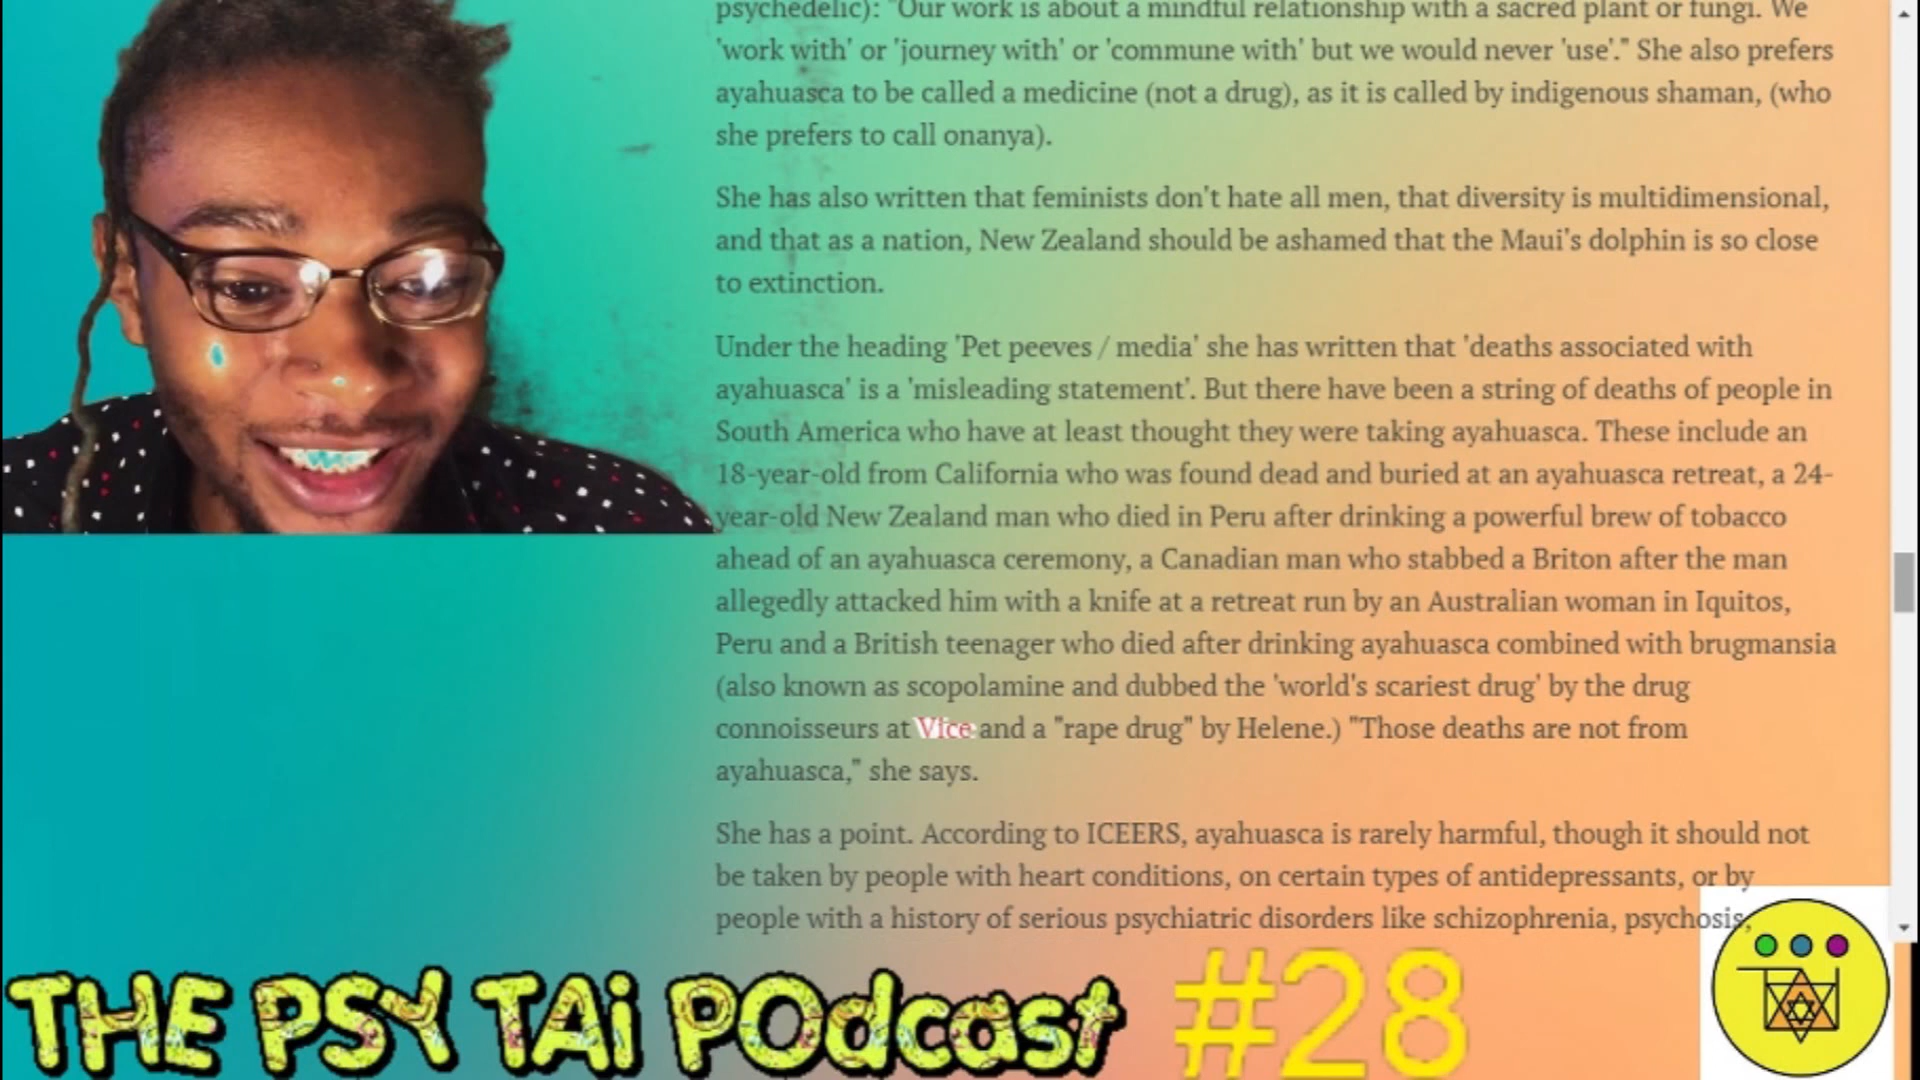 psychedelic): "Our work is about a mindful relationship with a sacred plant or fungi. We
'work with' or 'journey with' or 'commune with' but we would never 'use'." She also prefers
ayahuasca to be called a medicine (not a drug), as it is called by indigenous shaman, (who
she prefers to call onanya).
She has also written that feminists don't hate all men, that diversity is multidimensional,
and that as a nation, New Zealand should be ashamed that the Maui's dolphin is so close
to extinction.
Under the heading 'Pet peeves / media' she has written that 'deaths associated with
ayahuasca' is a 'misleading statement'. But there have been a string of deaths of people in
South America who have at least thought they were taking ayahuasca. These include an
18-year-old from California who was found dead and buried at an ayahuasca retreat, a 24-
year-old New Zealand man who died in Peru after drinking a powerful brew of tobacco
ahead of an ayahuasca ceremony, a Canadian man who stabbed a Briton after the man
allegedly attacked him with a knife at a retreat run by an Australian woman in Iquitos,
Peru and a British teenager who died after drinking ayahuasca combined with brugmansia
(also known as scopolamine and dubbed the 'world's scariest drug' by the drug
connoisseurs at Vice and a "rape drug" by Helene.) "Those deaths are not from
ayahuasca," she says.
She has a point. According to ICEERS, ayahuasca is rarely harmful, though it should not
be taken by people with heart conditions, on certain types of antidepressants, or by
people with a history of serious psychiatric disorders like schizophrenia, psychosis,
THE PSY TAi POdcast #28